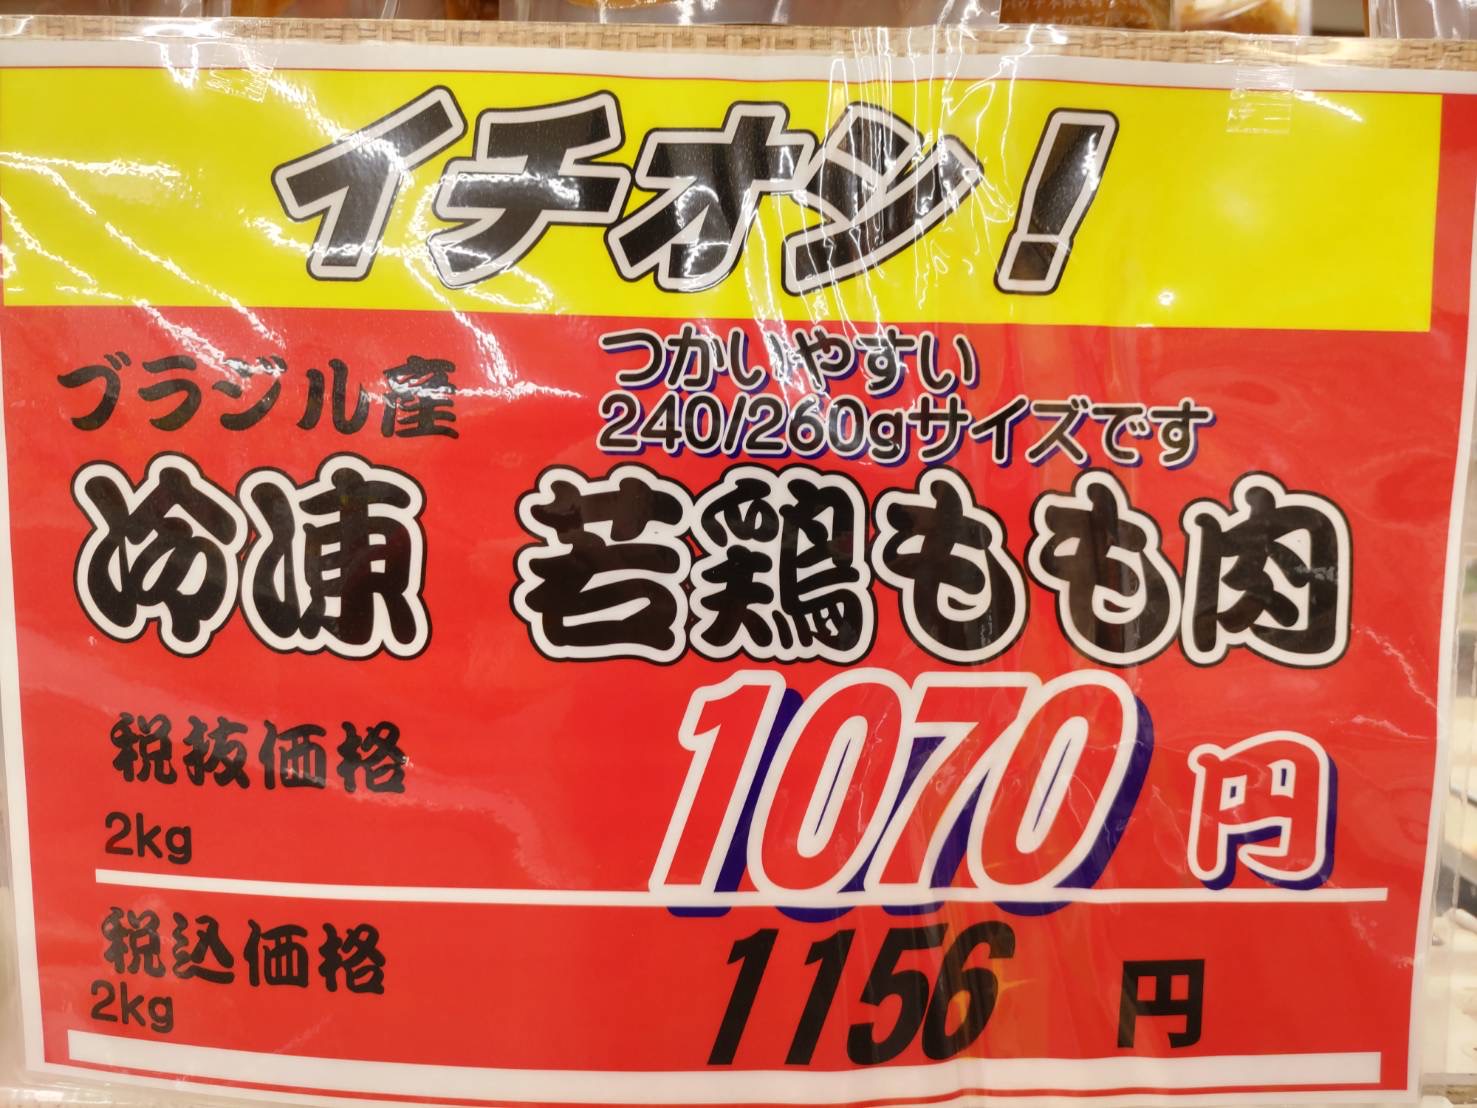 イチオシ!
ブラジル産
つかいやすい
240/260gサイズです
冷凍 若鶏もも肉
税抜価格
2kg
1070円
税込価格
2kg
1156円